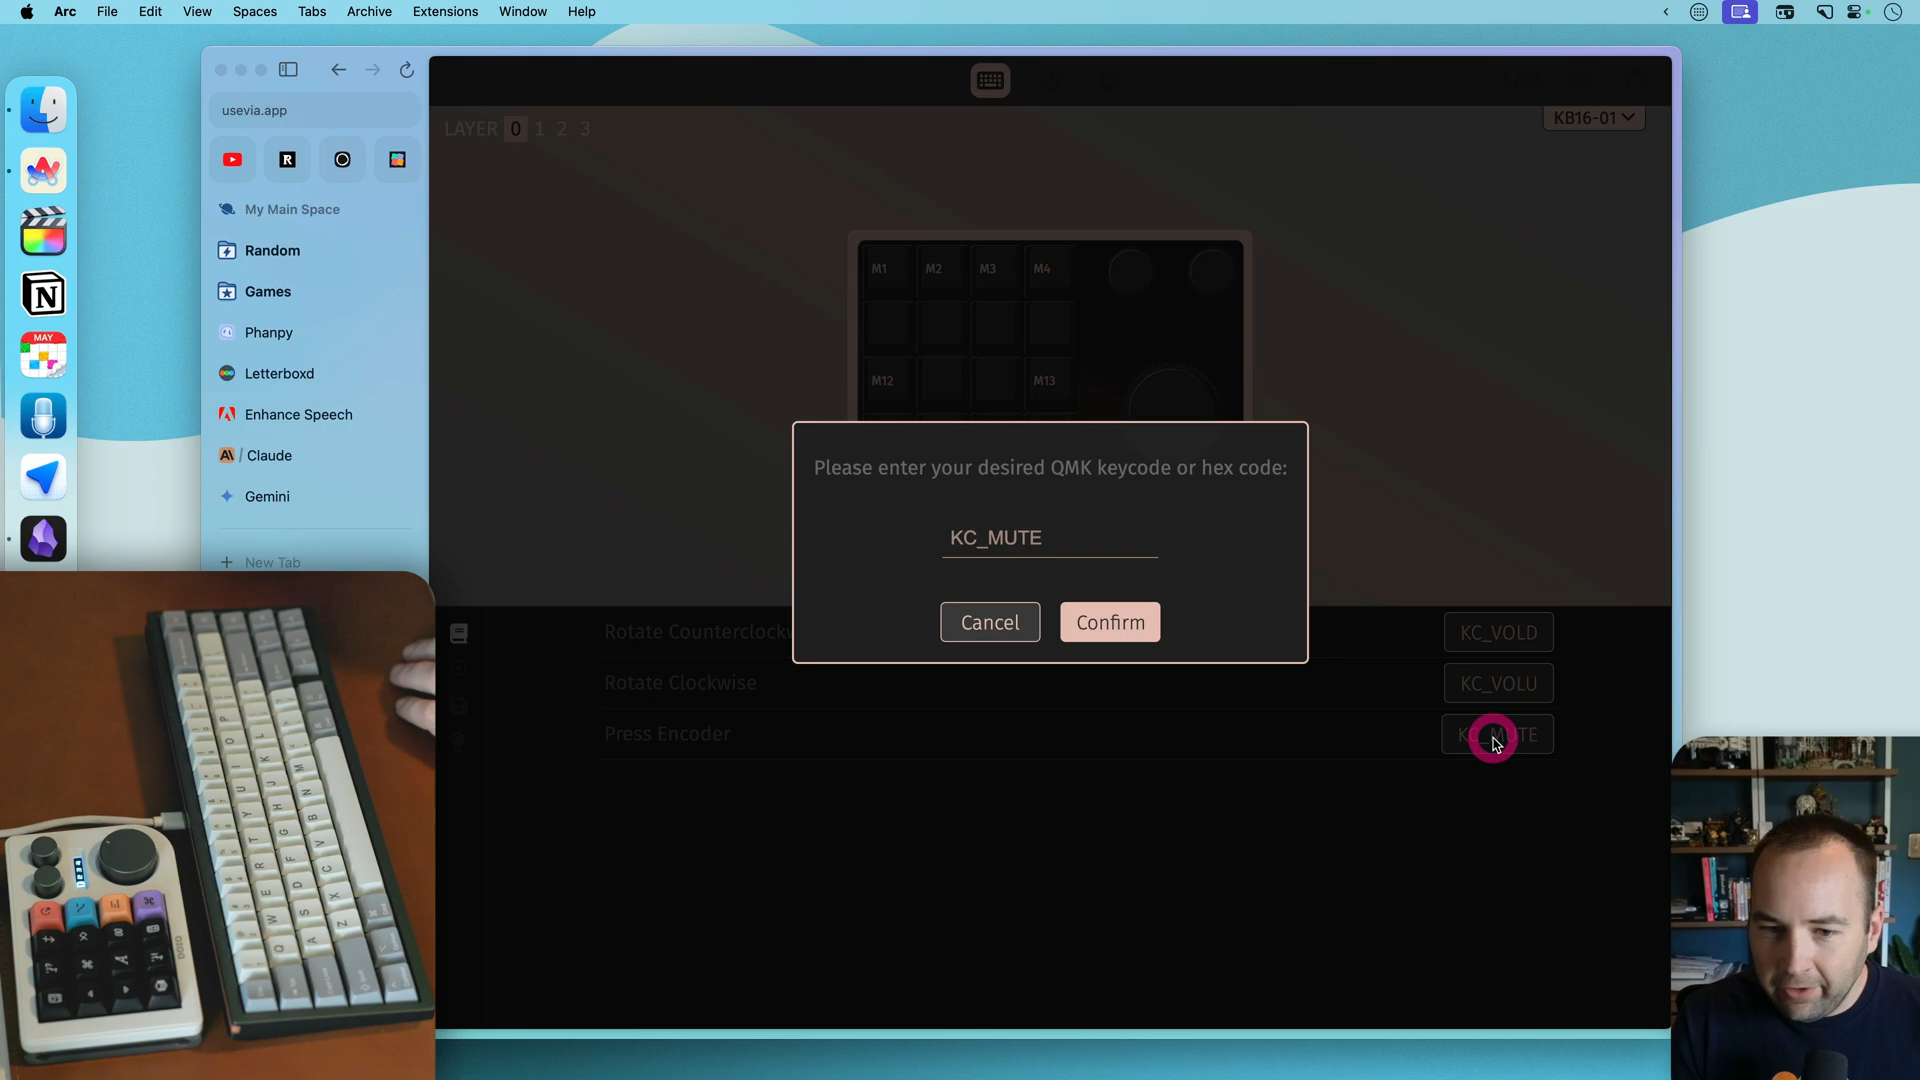 Arc File Edit View Spaces Tabs Archive Extensions Window Help
usevia.app
My Main Space
Random
Games
Phanpy
Letterboxd
Enhance Speech
/ Claude
Gemini
+ New Tab
MAY
LAYER 0 1 2 3
KB16-01
M1 M2 M3 M4
M12 M13
Please enter your desired QMK keycode or hex code:
KC_MUTE
Cancel Confirm
Rotate Counterclockw
KC_VOLD
Rotate Clockwise
KC_VOLU
Press Encoder
KC_MUTE